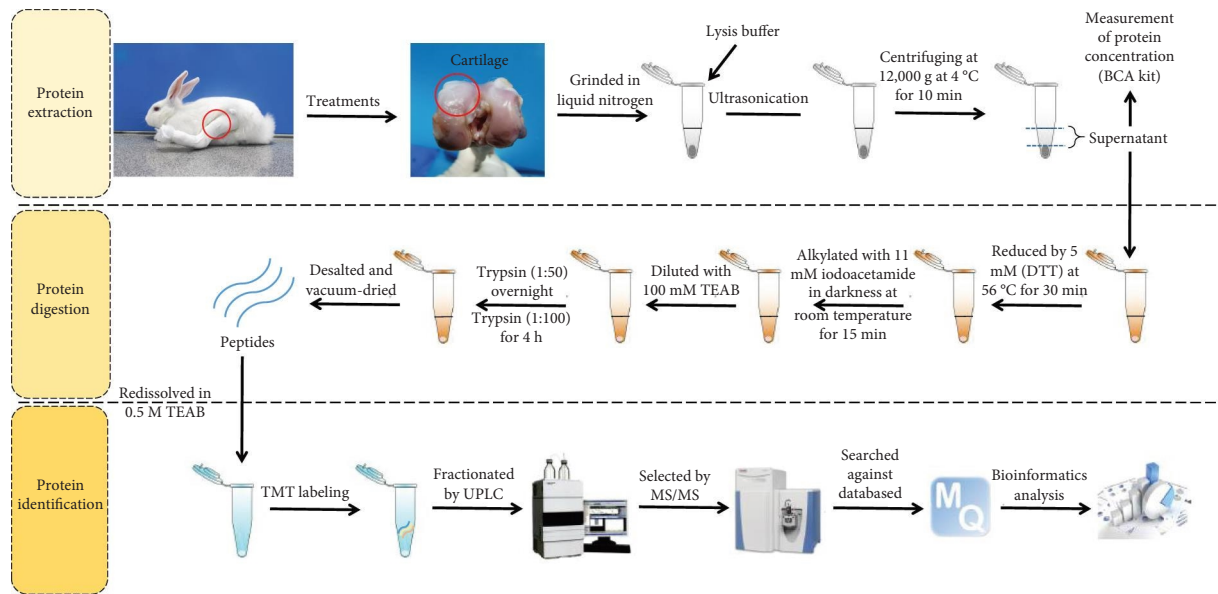 Protein
extraction
Treatments
Cartilage
Grinded in
liquid nitrogen
Lysis buffer
Ultrasonication
Centrifuging at
12,000 g at 4 °C
for 10 min
Measurement
of protein
concentration
(BCA kit)
Supernatant
Protein
digestion
Reduced by 5
mM (DTT) at
56 °C for 30 min
Alkylated with 11
mM iodoacetamide
in darkness at
room temperature
for 15 min
Diluted with
100 mM TEAB
Trypsin (1:50)
overnight
Trypsin (1:100)
for 4 h
Desalted and
vacuum-dried
Peptides
Redissolved in
0.5 M TEAB
Protein
identification
TMT labeling
Fractionated
by UPLC
Selected by
MS/MS
Searched
against
databased
MQ
Bioinformatics
analysis